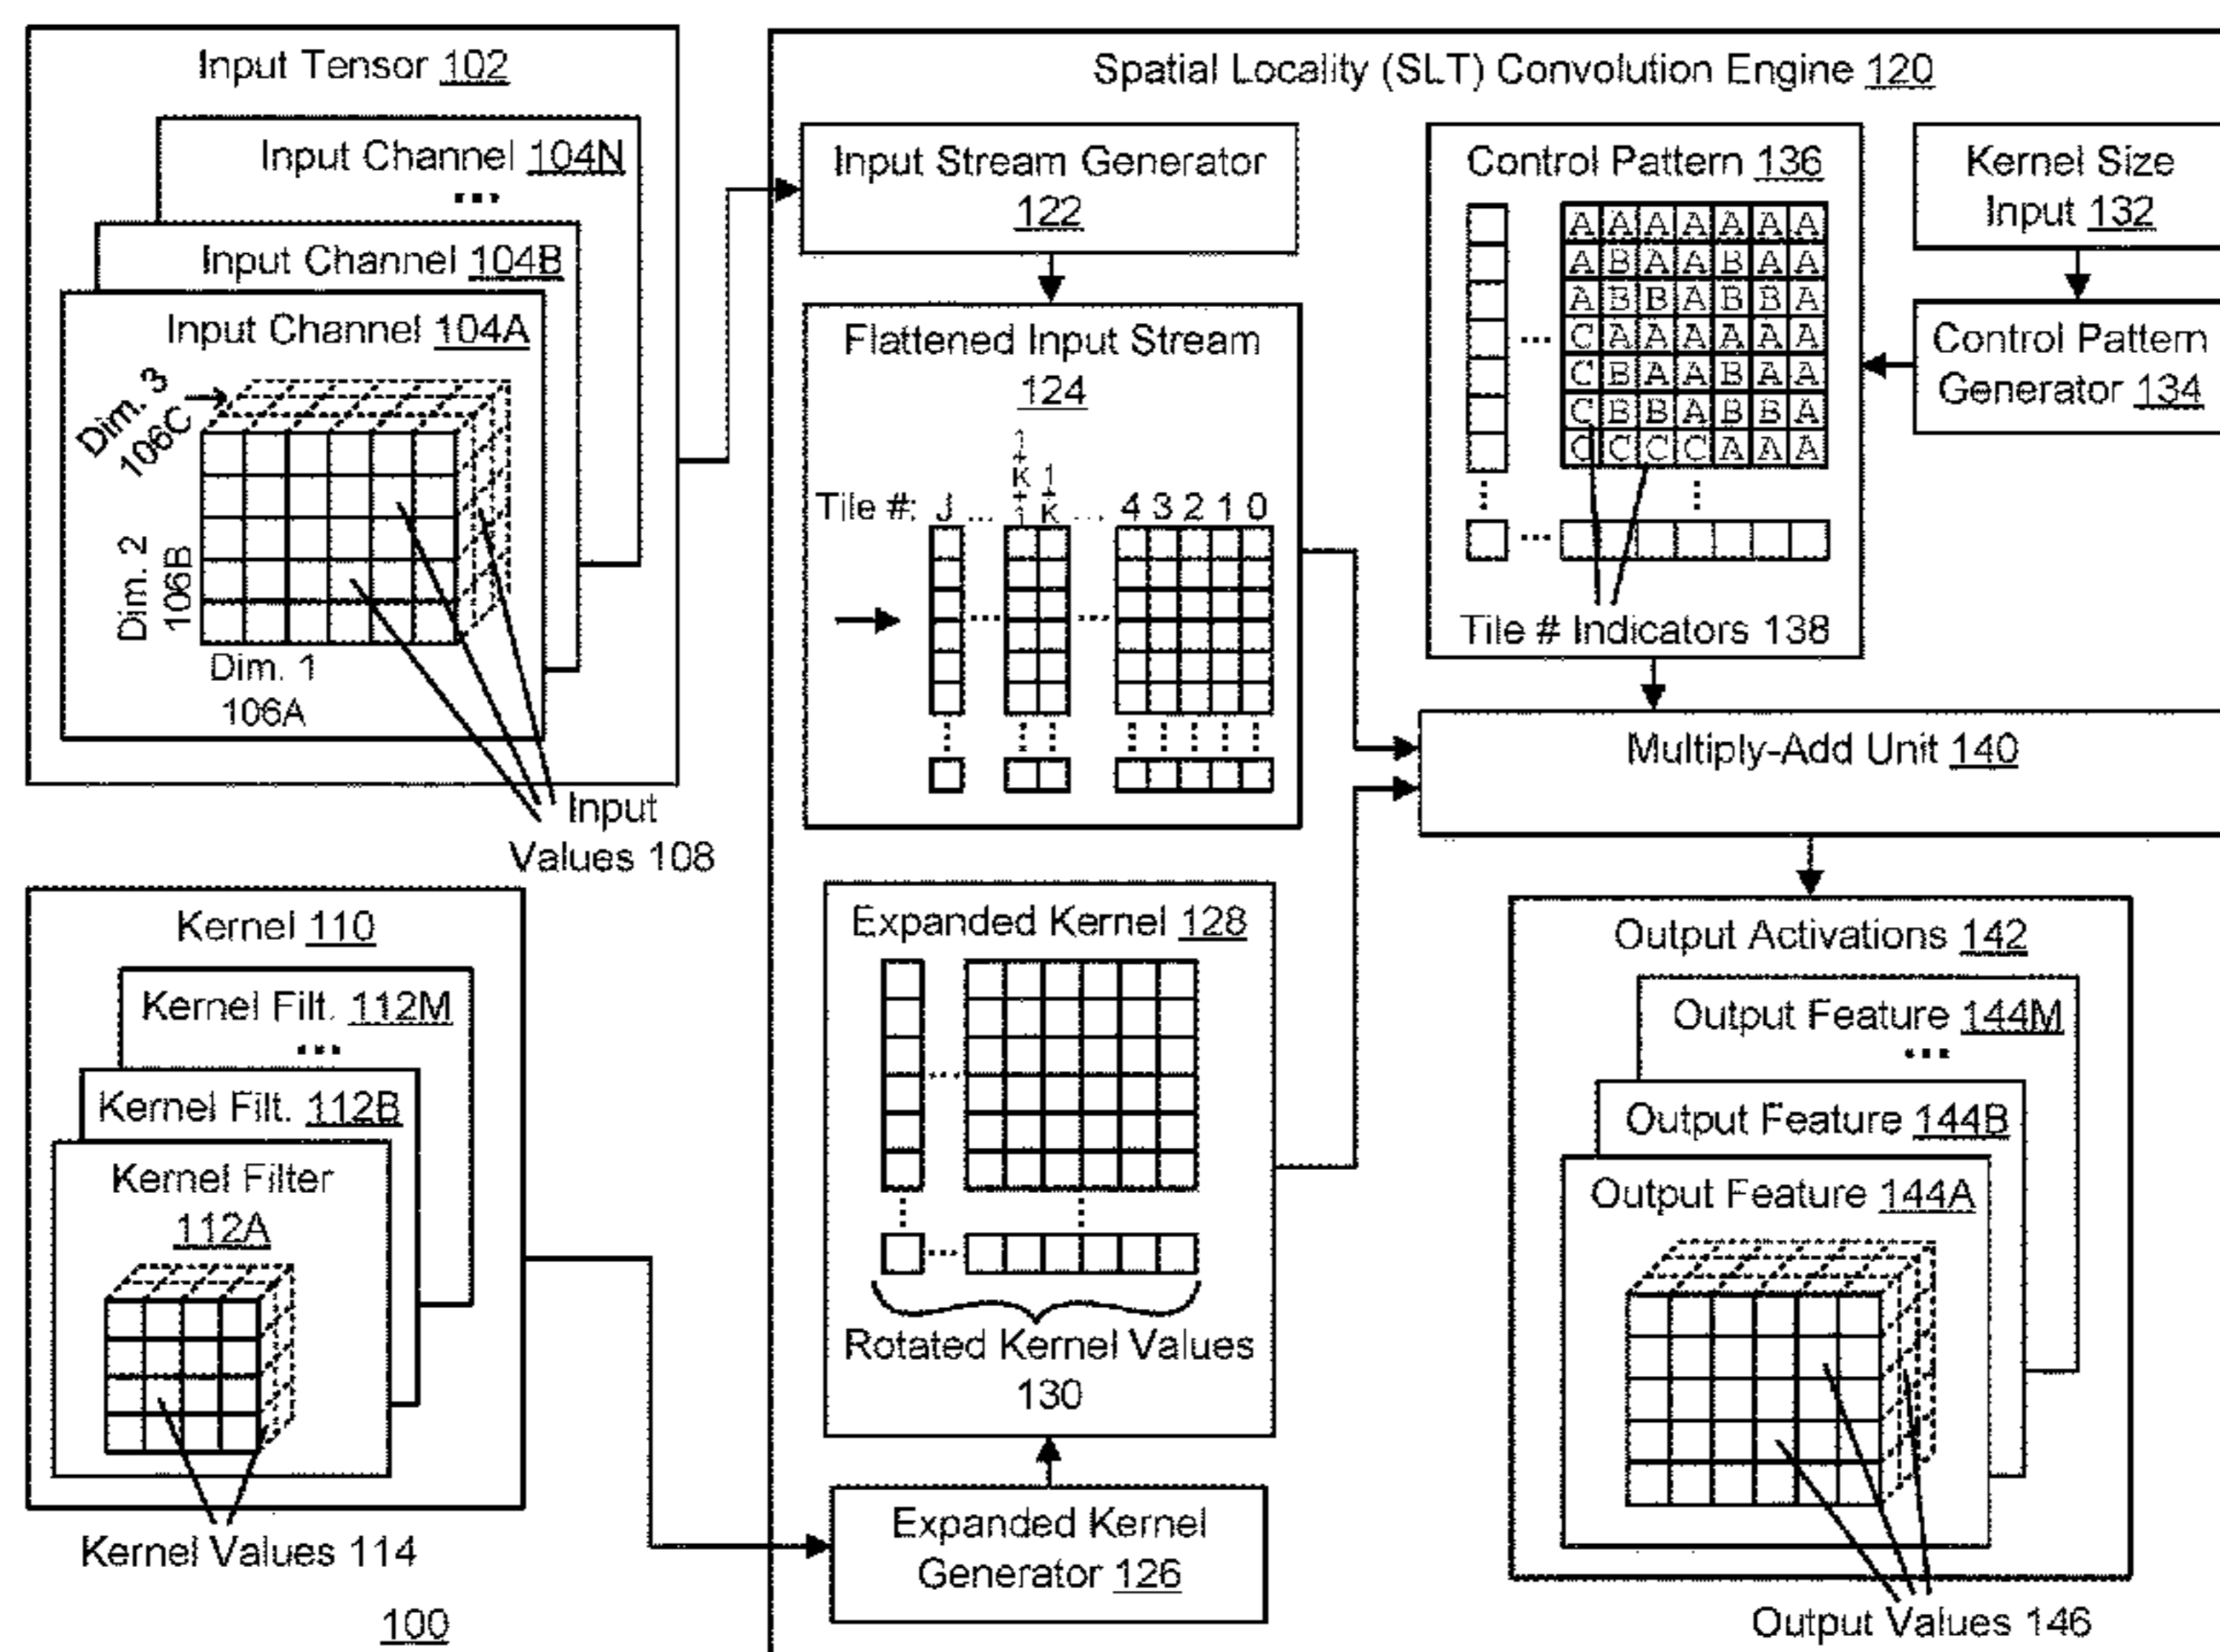 Input Tensor 102
Input Channel 104N
...
Input Channel 104B
Input Channel 104A
Dim. 3
106C
Dim. 2
106B
Dim. 1
106A
Input
Values 108
Kernel 110
Kernel Filt. 112M
...
Kernel Filt. 112B
Kernel Filter
112A
Kernel Values 114
100
Spatial Locality (SLT) Convolution Engine 120
Input Stream Generator
122
Flattened Input Stream
124
Tile #: J ... 1+K+1 K+1 ... 4 3 2 1 0
Expanded Kernel 128
Rotated Kernel Values
130
Expanded Kernel
Generator 126
Control Pattern 136
A A A A A A A
A B A A B A A
A B B A B B A
C A A A A A A
C B A A B A A
C B B A B B A
C C C C A A A
Tile # Indicators 138
Kernel Size
Input 132
Control Pattern
Generator 134
Multiply-Add Unit 140
Output Activations 142
Output Feature 144M
...
Output Feature 144B
Output Feature 144A
Output Values 146